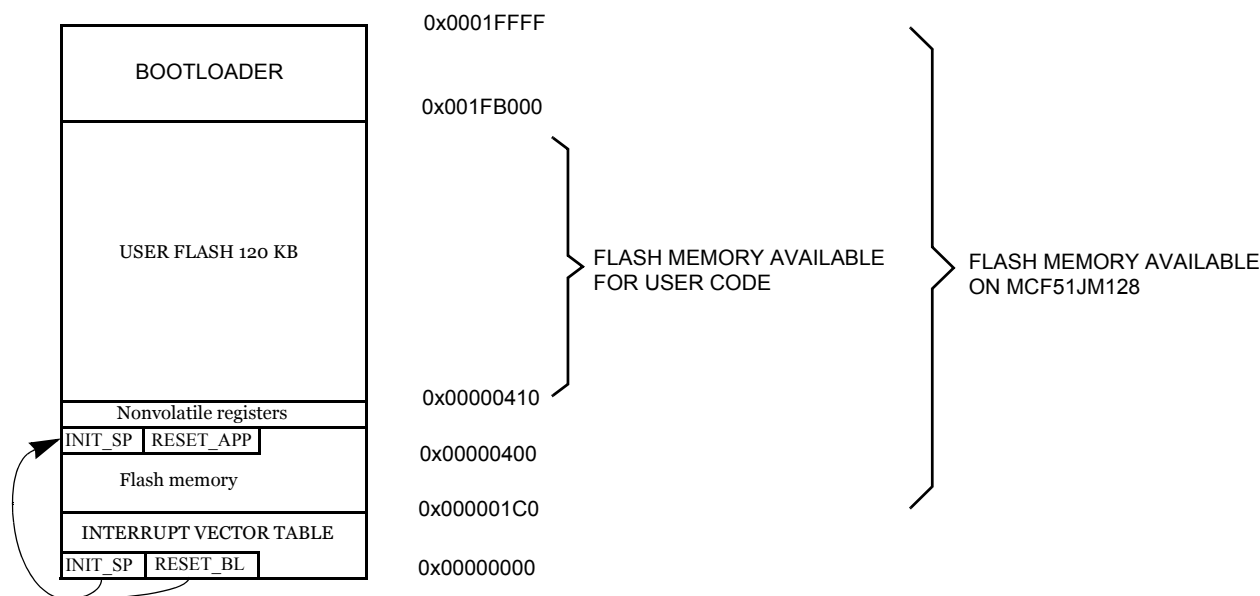 0x0001FFFF
BOOTLOADER
0x001FB000
USER FLASH 120 KB
FLASH MEMORY AVAILABLE
FOR USER CODE
FLASH MEMORY AVAILABLE
ON MCF51JM128
0x00000410
Nonvolatile registers
INIT_SP RESET_APP
0x00000400
Flash memory
0x000001C0
INTERRUPT VECTOR TABLE
INIT_SP RESET_BL
0x00000000